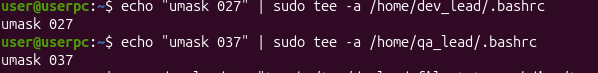 user@userpc:~$ echo "umask 027" | sudo tee -a /home/dev_lead/.bashrc
umask 027
user@userpc:~$ echo "umask 037" | sudo tee -a /home/qa_lead/.bashrc
umask 037